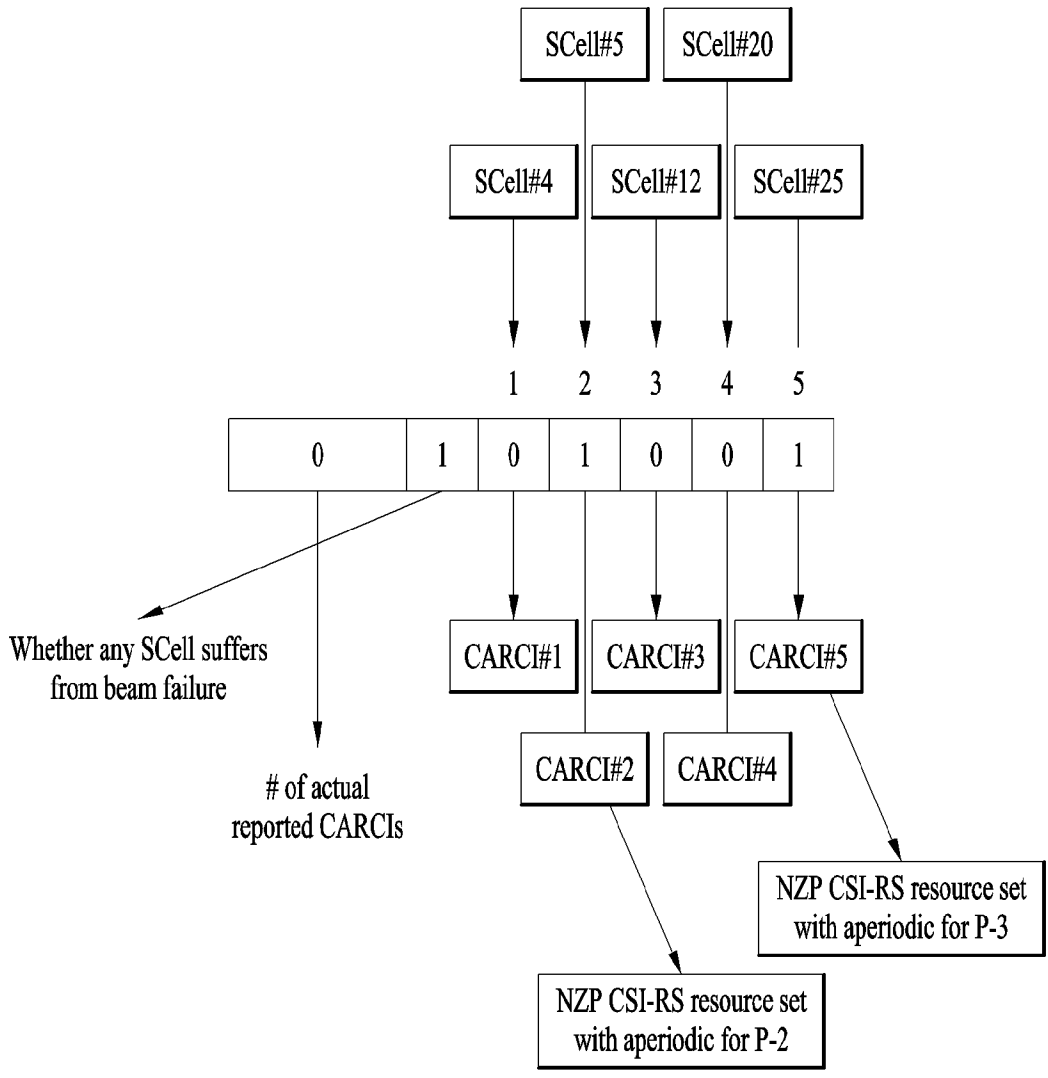 SCell#5
SCell#20
SCell#4
SCell#12
SCell#25
1 2 3 4 5
0 1 0 1 0 0 1
Whether any SCell suffers
from beam failure
# of actual
reported CARCIs
CARCI#1
CARCI#3
CARCI#5
CARCI#2
CARCI#4
NZP CSI-RS resource set
with aperiodic for P-3
NZP CSI-RS resource set
with aperiodic for P-2